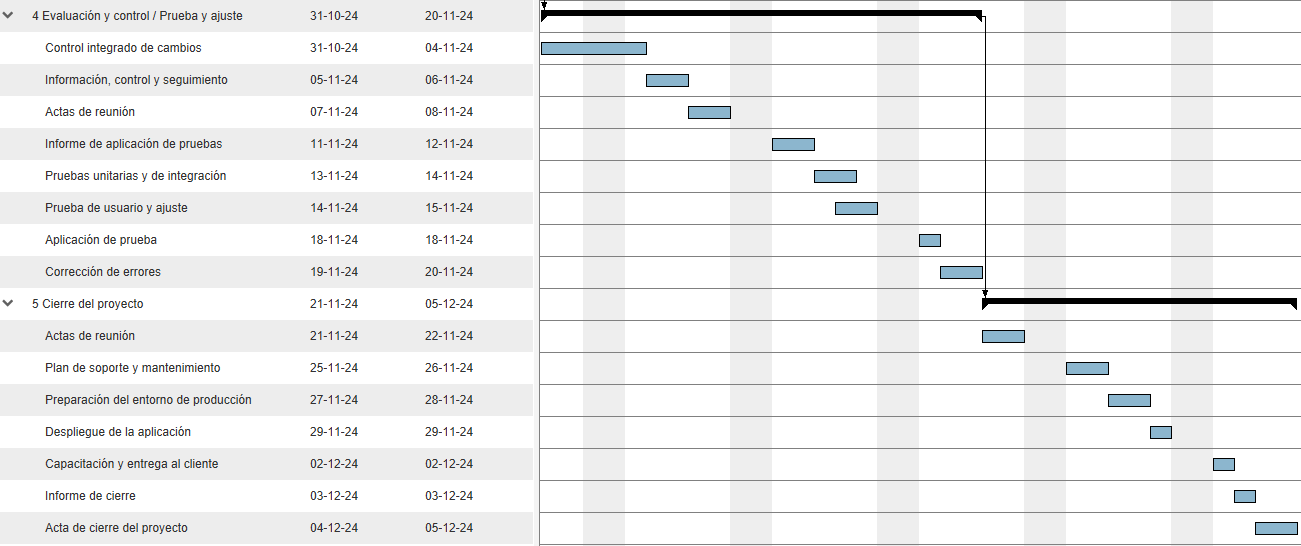 4 Evaluación y control / Prueba y ajuste 31-10-24 20-11-24
Control integrado de cambios 31-10-24 04-11-24
Información, control y seguimiento 05-11-24 06-11-24
Actas de reunión 07-11-24 08-11-24
Informe de aplicación de pruebas 11-11-24 12-11-24
Pruebas unitarias y de integración 13-11-24 14-11-24
Prueba de usuario y ajuste 14-11-24 15-11-24
Aplicación de prueba 18-11-24 18-11-24
Corrección de errores 19-11-24 20-11-24
5 Cierre del proyecto 21-11-24 05-12-24
Actas de reunión 21-11-24 22-11-24
Plan de soporte y mantenimiento 25-11-24 26-11-24
Preparación del entorno de producción 27-11-24 28-11-24
Despliegue de la aplicación 29-11-24 29-11-24
Capacitación y entrega al cliente 02-12-24 02-12-24
Informe de cierre 03-12-24 03-12-24
Acta de cierre del proyecto 04-12-24 05-12-24